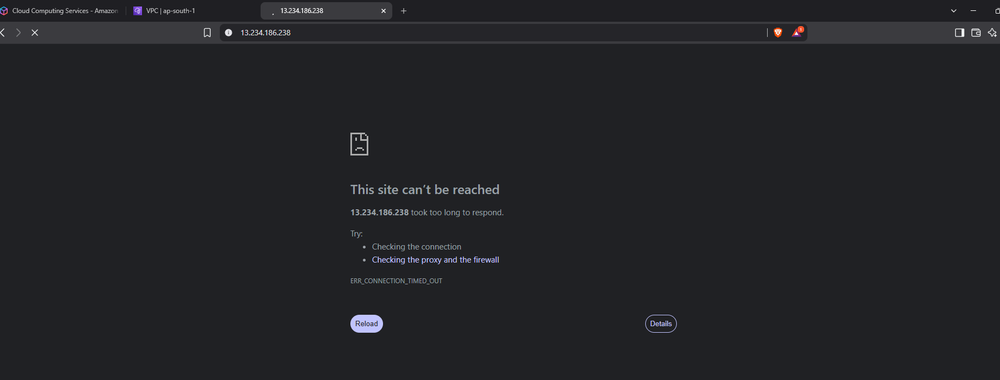 Cloud Computing Services - Amazon
VPC | ap-south-1
13.234.186.238
13.234.186.238
1
This site can’t be reached
13.234.186.238 took too long to respond.
Try:
Checking the connection
Checking the proxy and the firewall
ERR_CONNECTION_TIMED_OUT
Reload
Details